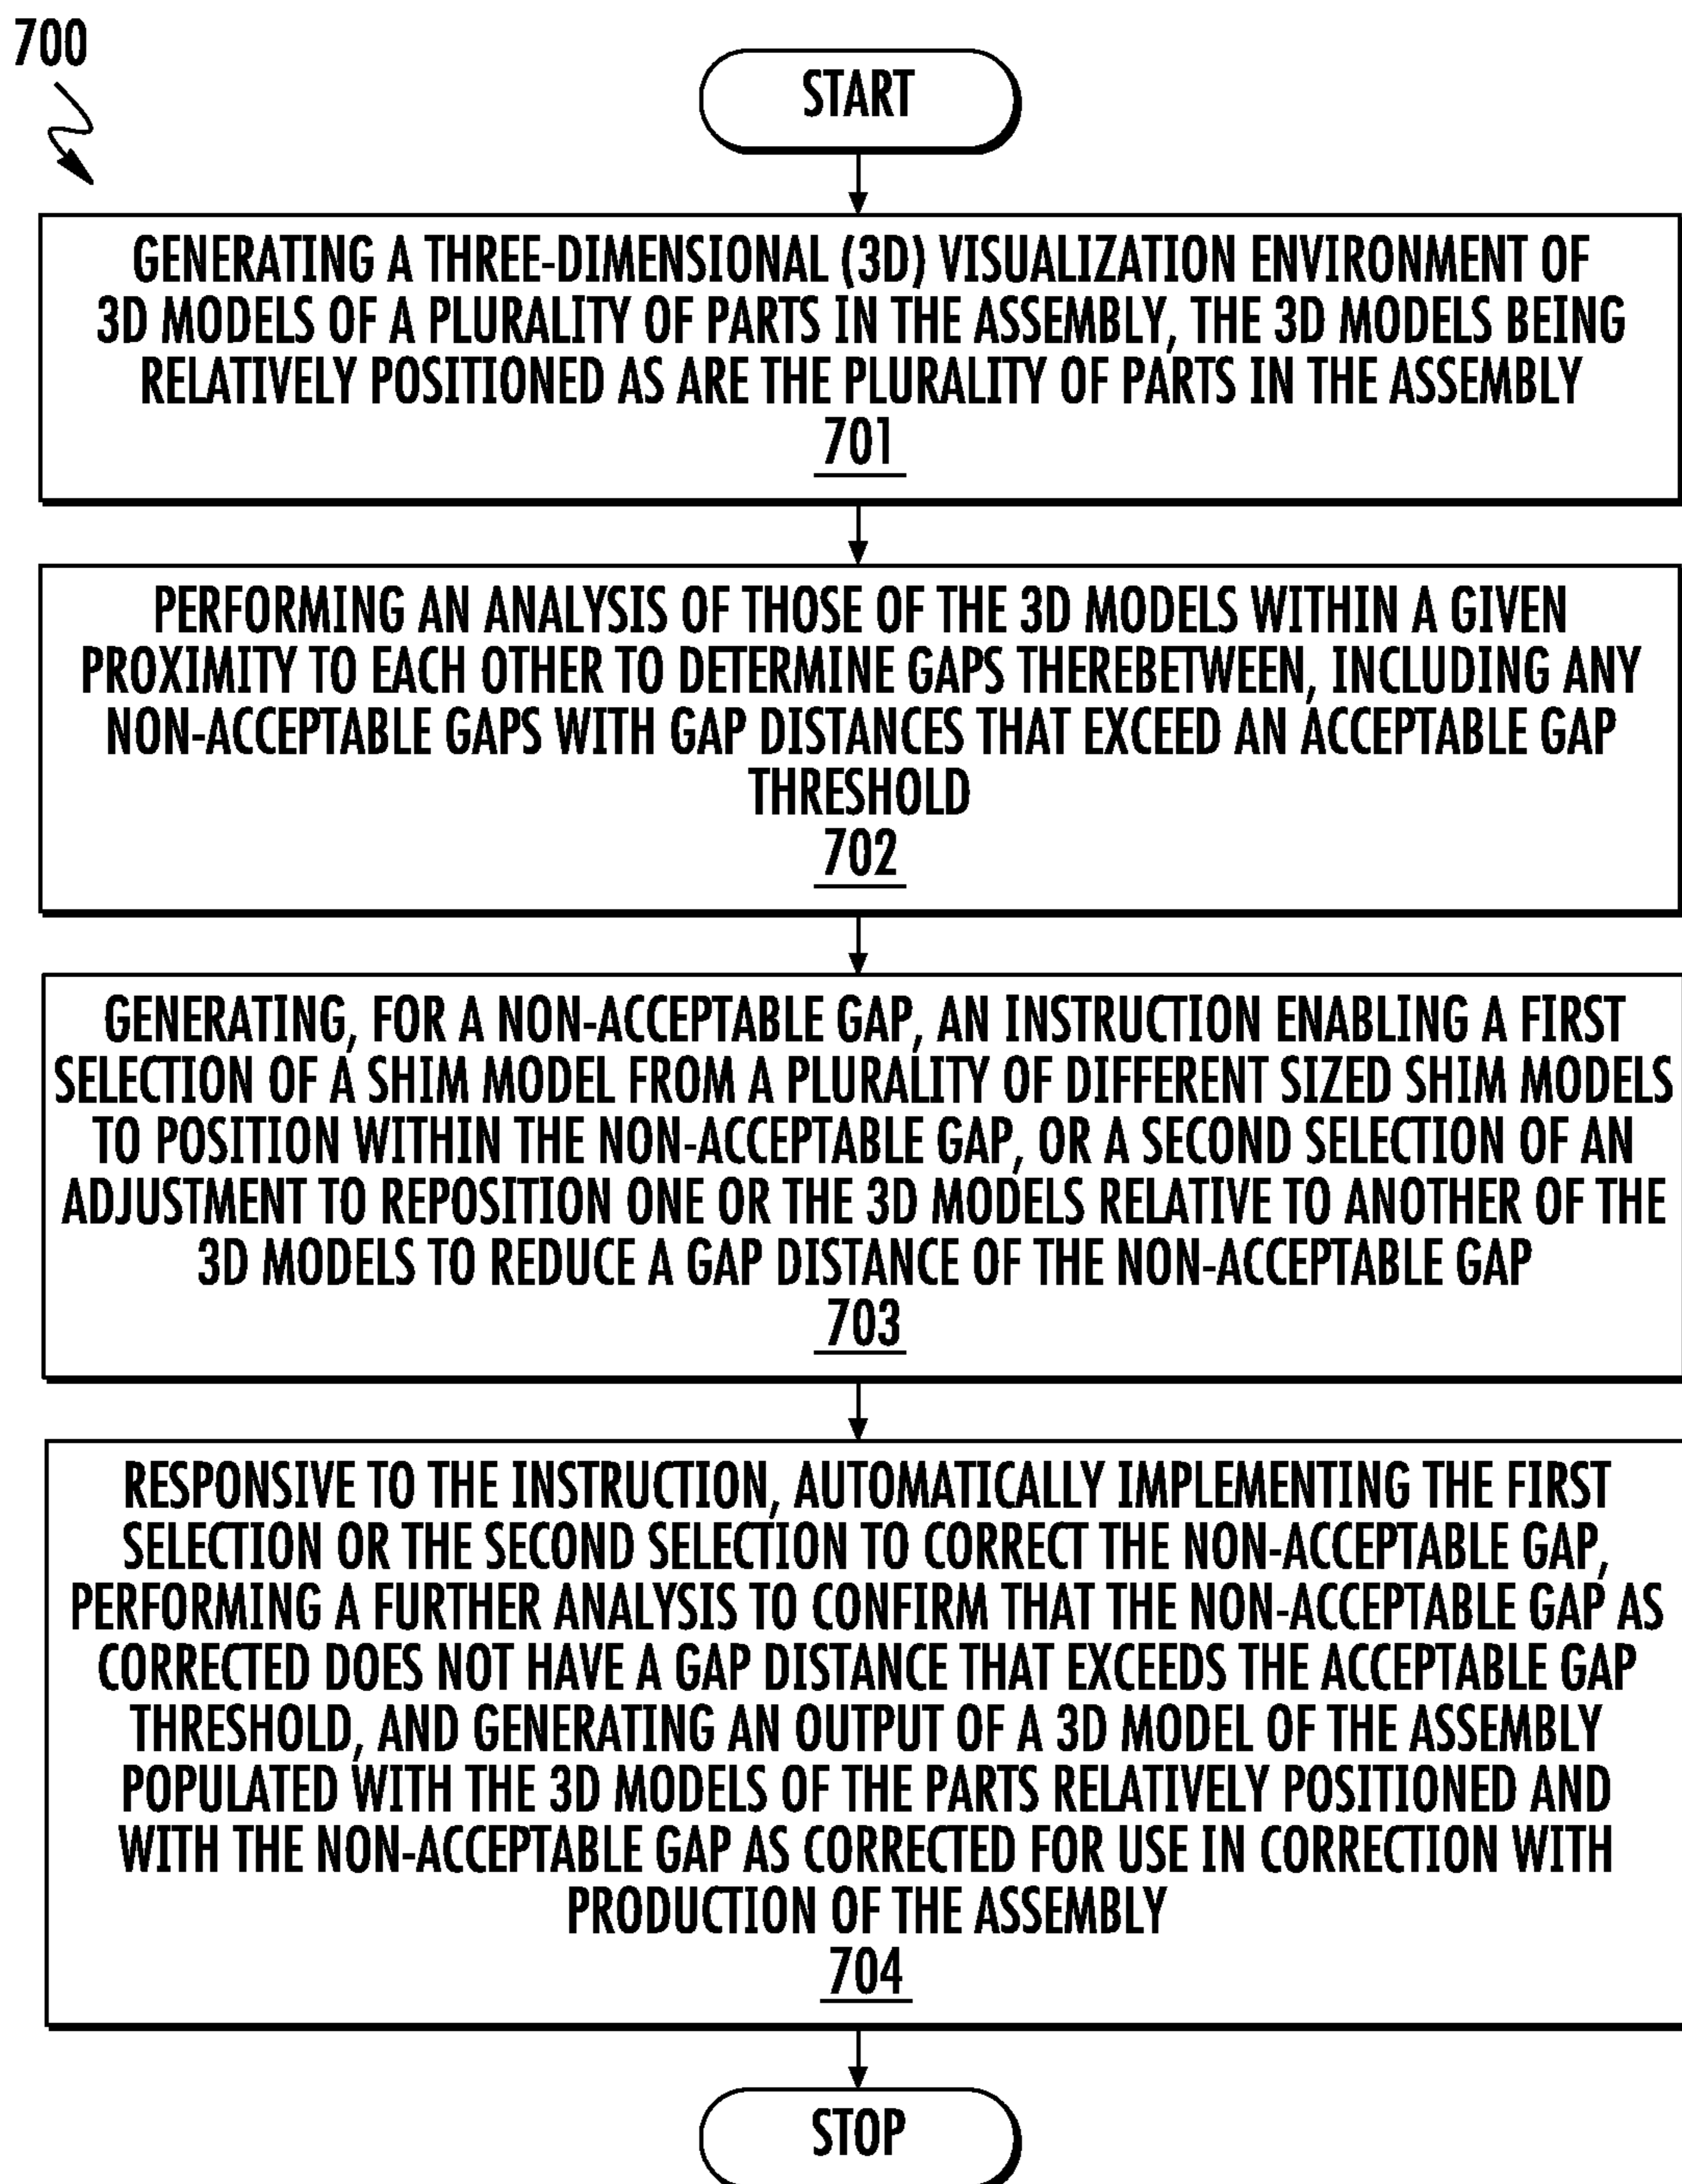 700
START
GENERATING A THREE-DIMENSIONAL (3D) VISUALIZATION ENVIRONMENT OF
3D MODELS OF A PLURALITY OF PARTS IN THE ASSEMBLY, THE 3D MODELS BEING
RELATIVELY POSITIONED AS ARE THE PLURALITY OF PARTS IN THE ASSEMBLY
701
PERFORMING AN ANALYSIS OF THOSE OF THE 3D MODELS WITHIN A GIVEN
PROXIMITY TO EACH OTHER TO DETERMINE GAPS THEREBETWEEN, INCLUDING ANY
NON-ACCEPTABLE GAPS WITH GAP DISTANCES THAT EXCEED AN ACCEPTABLE GAP
THRESHOLD
702
GENERATING, FOR A NON-ACCEPTABLE GAP, AN INSTRUCTION ENABLING A FIRST
SELECTION OF A SHIM MODEL FROM A PLURALITY OF DIFFERENT SIZED SHIM MODELS
TO POSITION WITHIN THE NON-ACCEPTABLE GAP, OR A SECOND SELECTION OF AN
ADJUSTMENT TO REPOSITION ONE OR THE 3D MODELS RELATIVE TO ANOTHER OF THE
3D MODELS TO REDUCE A GAP DISTANCE OF THE NON-ACCEPTABLE GAP
703
RESPONSIVE TO THE INSTRUCTION, AUTOMATICALLY IMPLEMENTING THE FIRST
SELECTION OR THE SECOND SELECTION TO CORRECT THE NON-ACCEPTABLE GAP,
PERFORMING A FURTHER ANALYSIS TO CONFIRM THAT THE NON-ACCEPTABLE GAP AS
CORRECTED DOES NOT HAVE A GAP DISTANCE THAT EXCEEDS THE ACCEPTABLE GAP
THRESHOLD, AND GENERATING AN OUTPUT OF A 3D MODEL OF THE ASSEMBLY
POPULATED WITH THE 3D MODELS OF THE PARTS RELATIVELY POSITIONED AND
WITH THE NON-ACCEPTABLE GAP AS CORRECTED FOR USE IN CORRECTION WITH
PRODUCTION OF THE ASSEMBLY
704
STOP